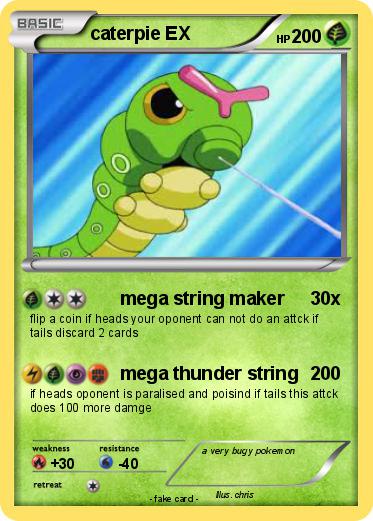 BASIC
caterpie EX
HP 200
mega string maker 30x
flip a coin if heads your oponent can not do an attck if
tails discard 2 cards
mega thunder string 200
if heads oponent is paralised and poisind if tails this attck
does 100 more damge
weakness resistance
+30 -40
retreat
a very bugy pokemon
- fake card -
Illus. chris